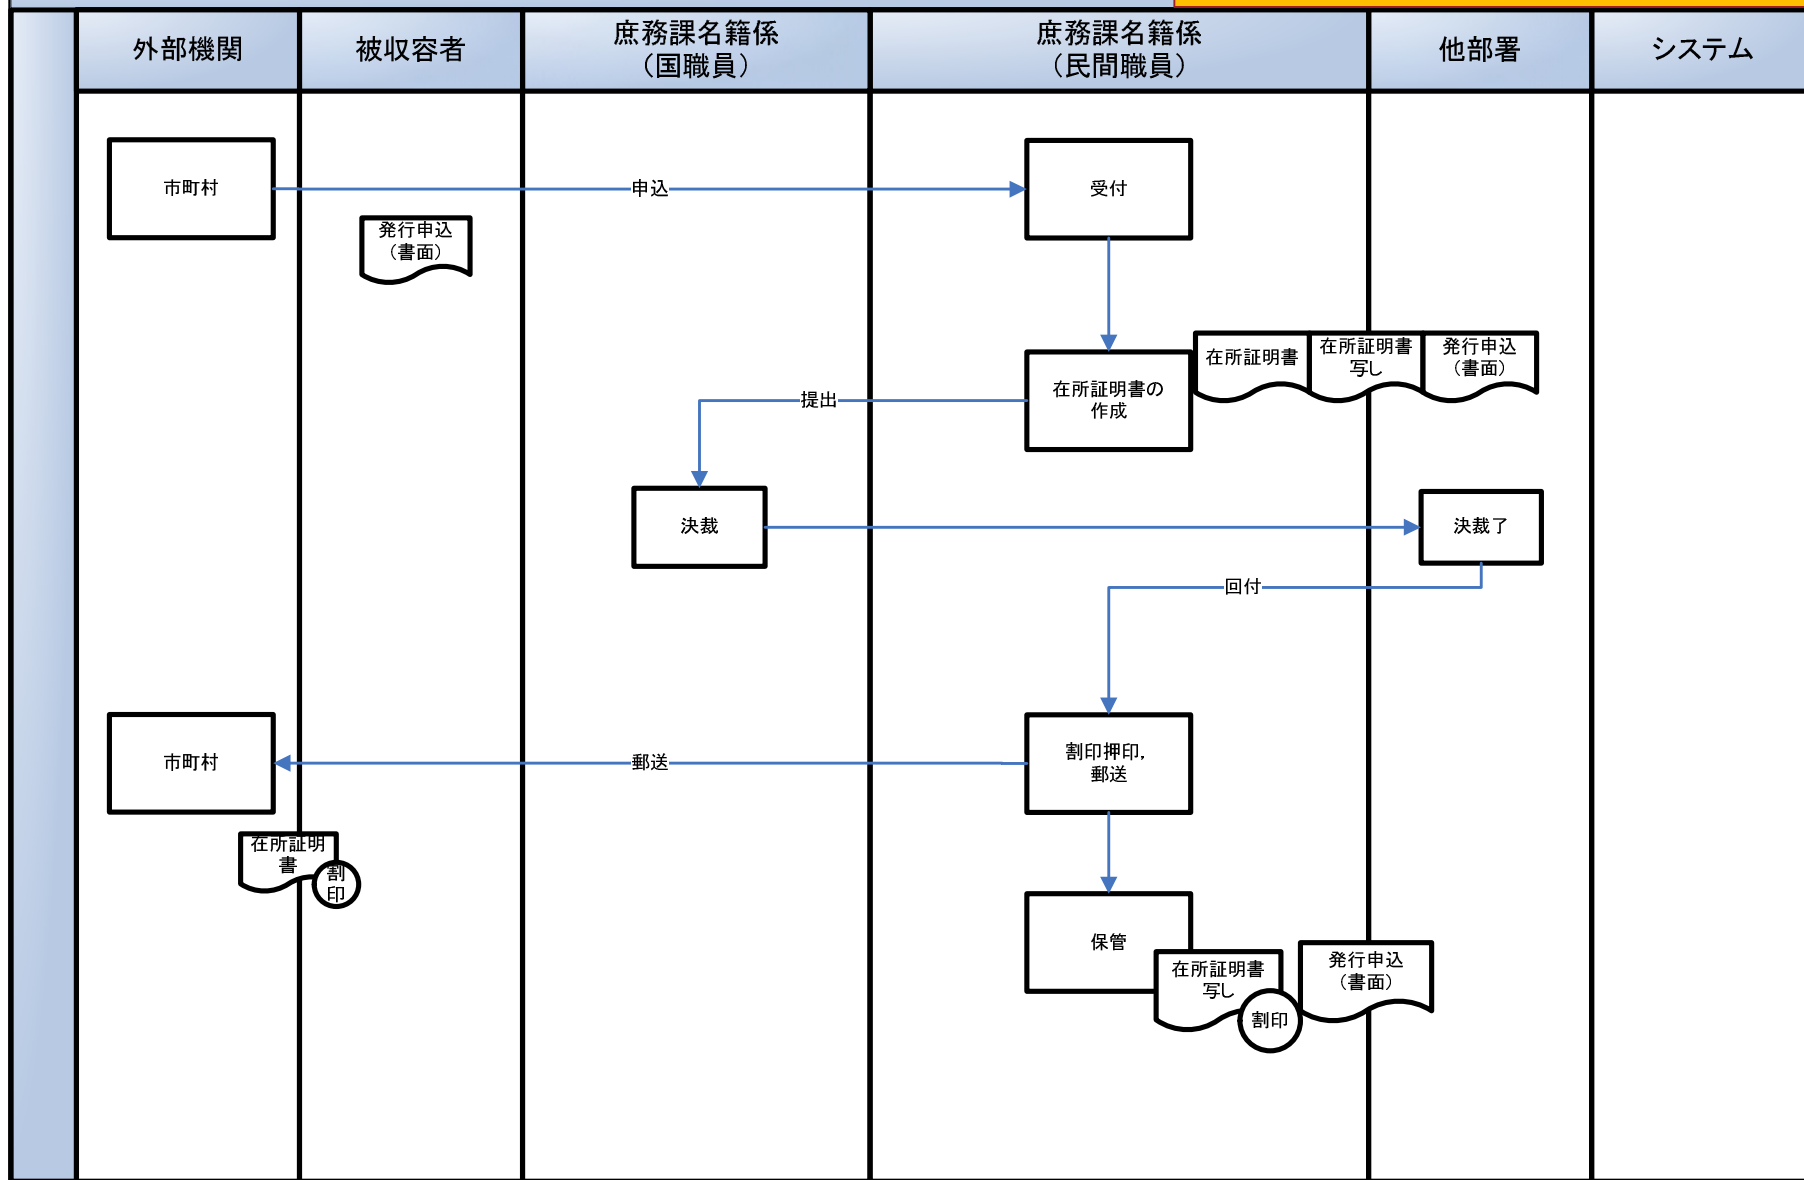 外部機関
被収容者
庶務課名籍係
（国職員）
庶務課名籍係
（民間職員）
他部署
システム
市町村
申込
受付
発行申込
（書面）
在所証明書の
作成
在所証明書
在所証明書
写し
発行申込
（書面）
提出
決裁
決裁了
回付
市町村
郵送
割印押印，
郵送
在所証明
書
割
印
保管
在所証明書
写し
割印
発行申込
（書面）